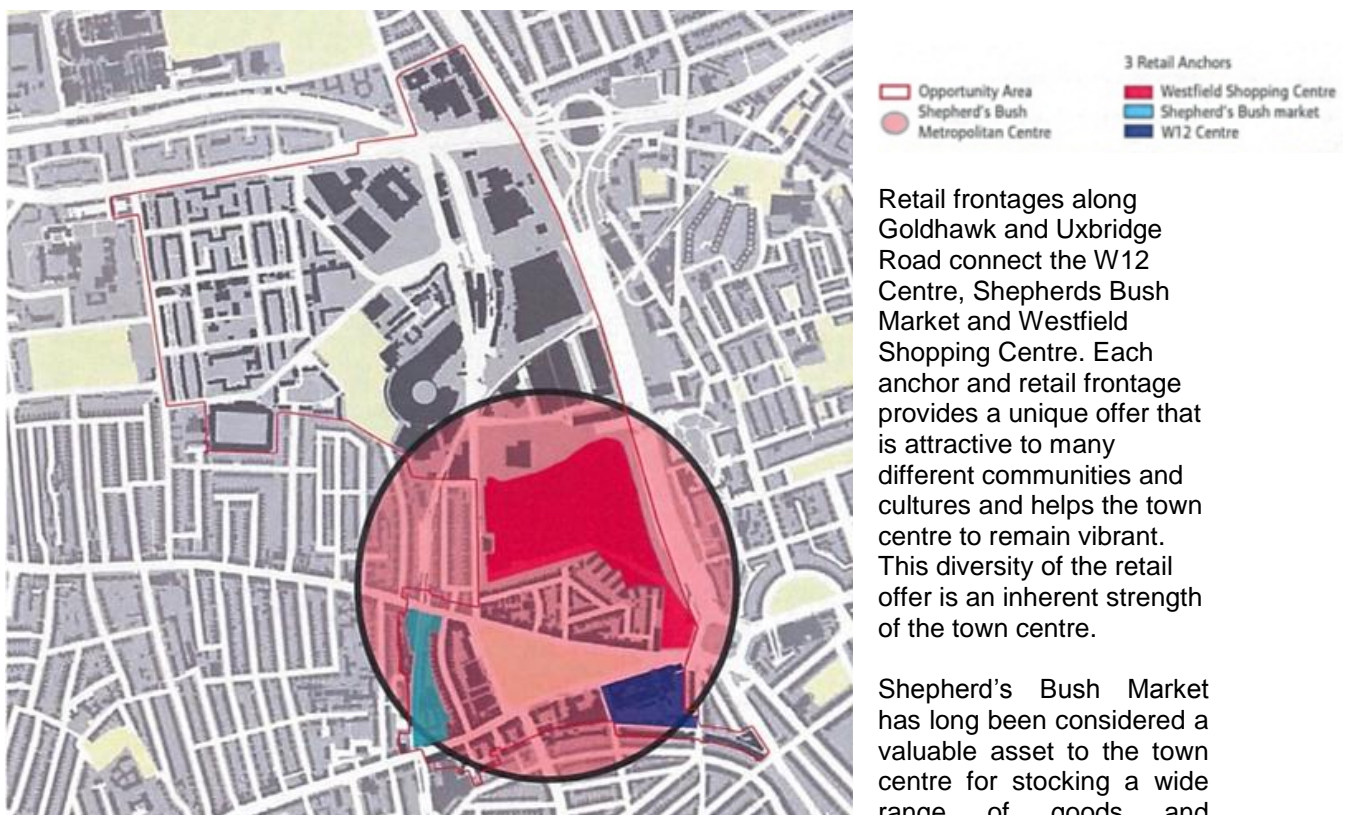 3 Retail Anchors
Opportunity Area
Shepherd's Bush
Metropolitan Centre
Westfield Shopping Centre
Shepherd's Bush market
W12 Centre
Retail frontages along
Goldhawk and Uxbridge
Road connect the W12
Centre, Shepherds Bush
Market and Westfield
Shopping Centre. Each
anchor and retail frontage
provides a unique offer that
is attractive to many
different communities and
cultures and helps the town
centre to remain vibrant.
This diversity of the retail
offer is an inherent strength
of the town centre.
Shepherd’s Bush Market
has long been considered a
valuable asset to the town
centre for stocking a wide
range of goods and